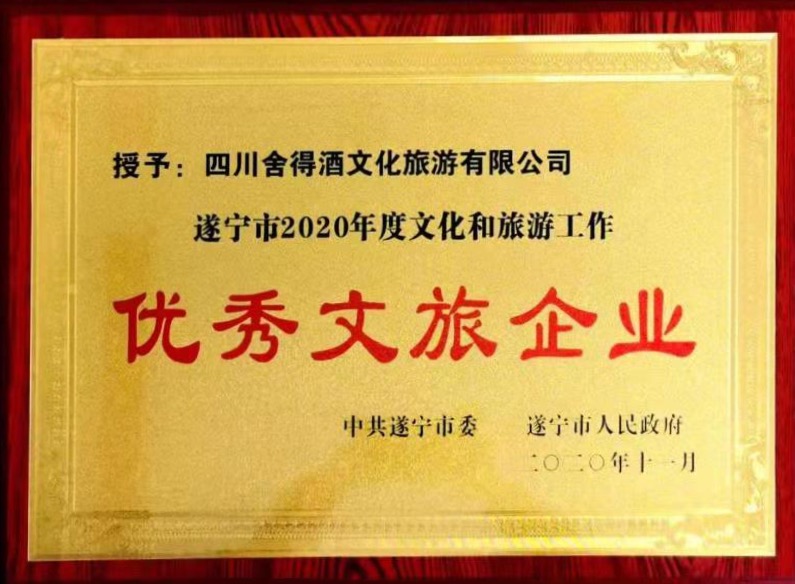 授予：四川舍得酒文化旅游有限公司
遂宁市2020年度文化和旅游工作
优秀文旅企业
中共遂宁市委　遂宁市人民政府
二〇二〇年十一月